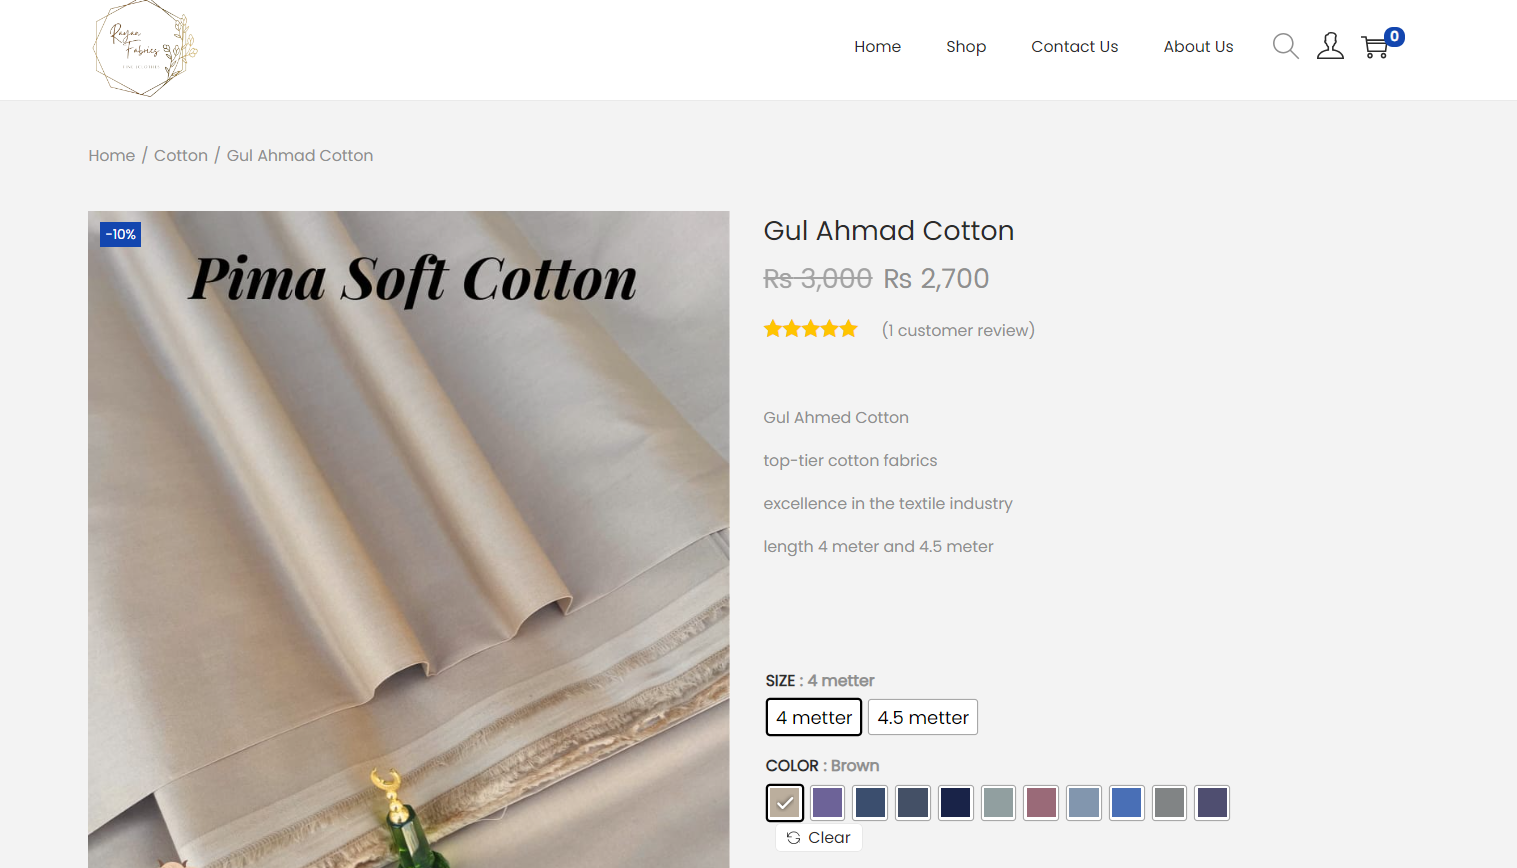 Rayaa
Fabrics
Home
Shop
Contact Us
About Us
0
Home / Cotton / Gul Ahmad Cotton
-10%
Pima Soft Cotton
Gul Ahmad Cotton
Rs 3,000 Rs 2,700
(1 customer review)
Gul Ahmed Cotton
top-tier cotton fabrics
excellence in the textile industry
length 4 meter and 4.5 meter
SIZE : 4 metter
4 metter
4.5 metter
COLOR : Brown
Clear